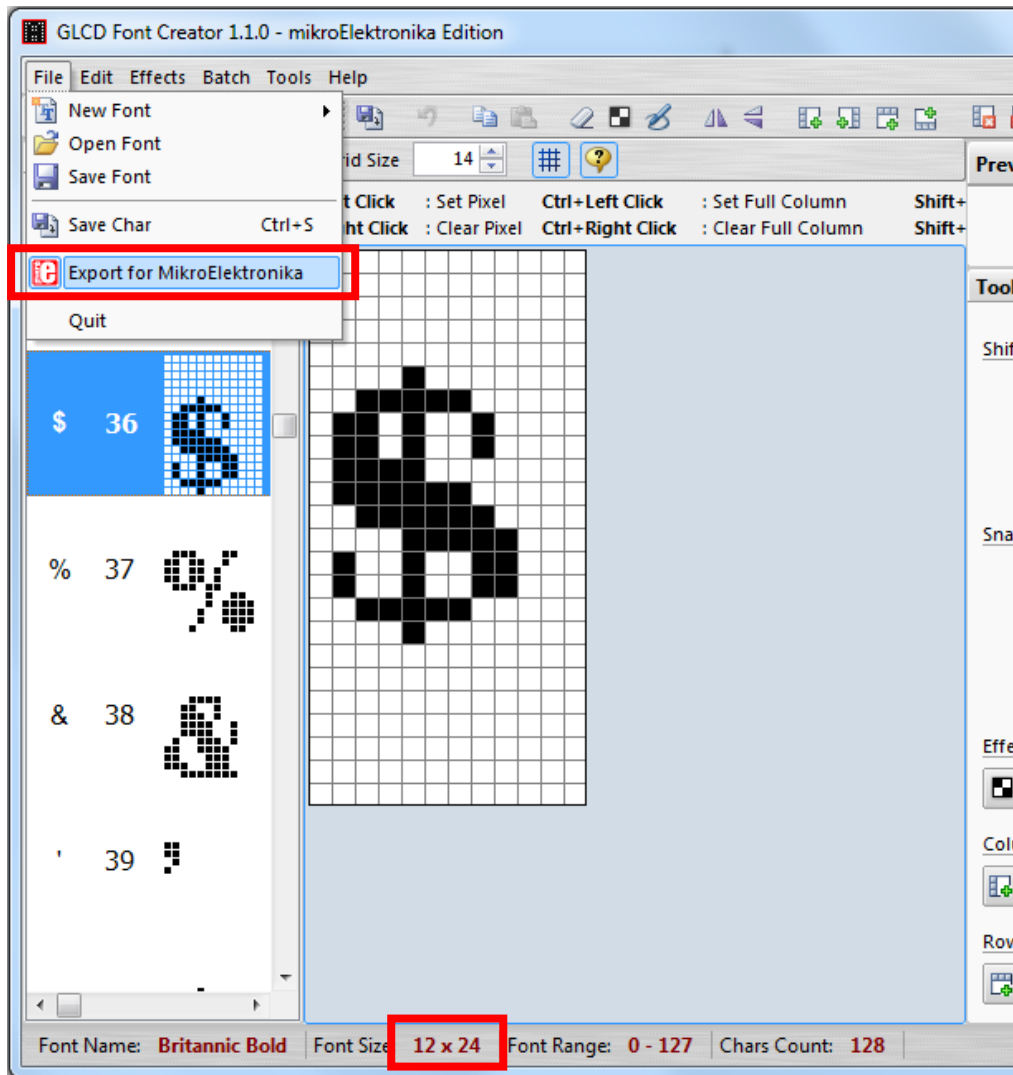 GLCD Font Creator 1.1.0 - mikroElektronika Edition
File Edit Effects Batch Tools Help
New Font
Open Font
Save Font
Save Char Ctrl+S
Export for MikroElektronika
Quit
rid Size 14
t Click : Set Pixel Ctrl+Left Click : Set Full Column Shift+
ht Click : Clear Pixel Ctrl+Right Click : Clear Full Column Shift+
Prev
Tool
Shif
Sna
Effe
Colu
Row
$ 36
% 37
& 38
' 39
Font Name: Britannic Bold Font Size 12 x 24 Font Range: 0 - 127 Chars Count: 128